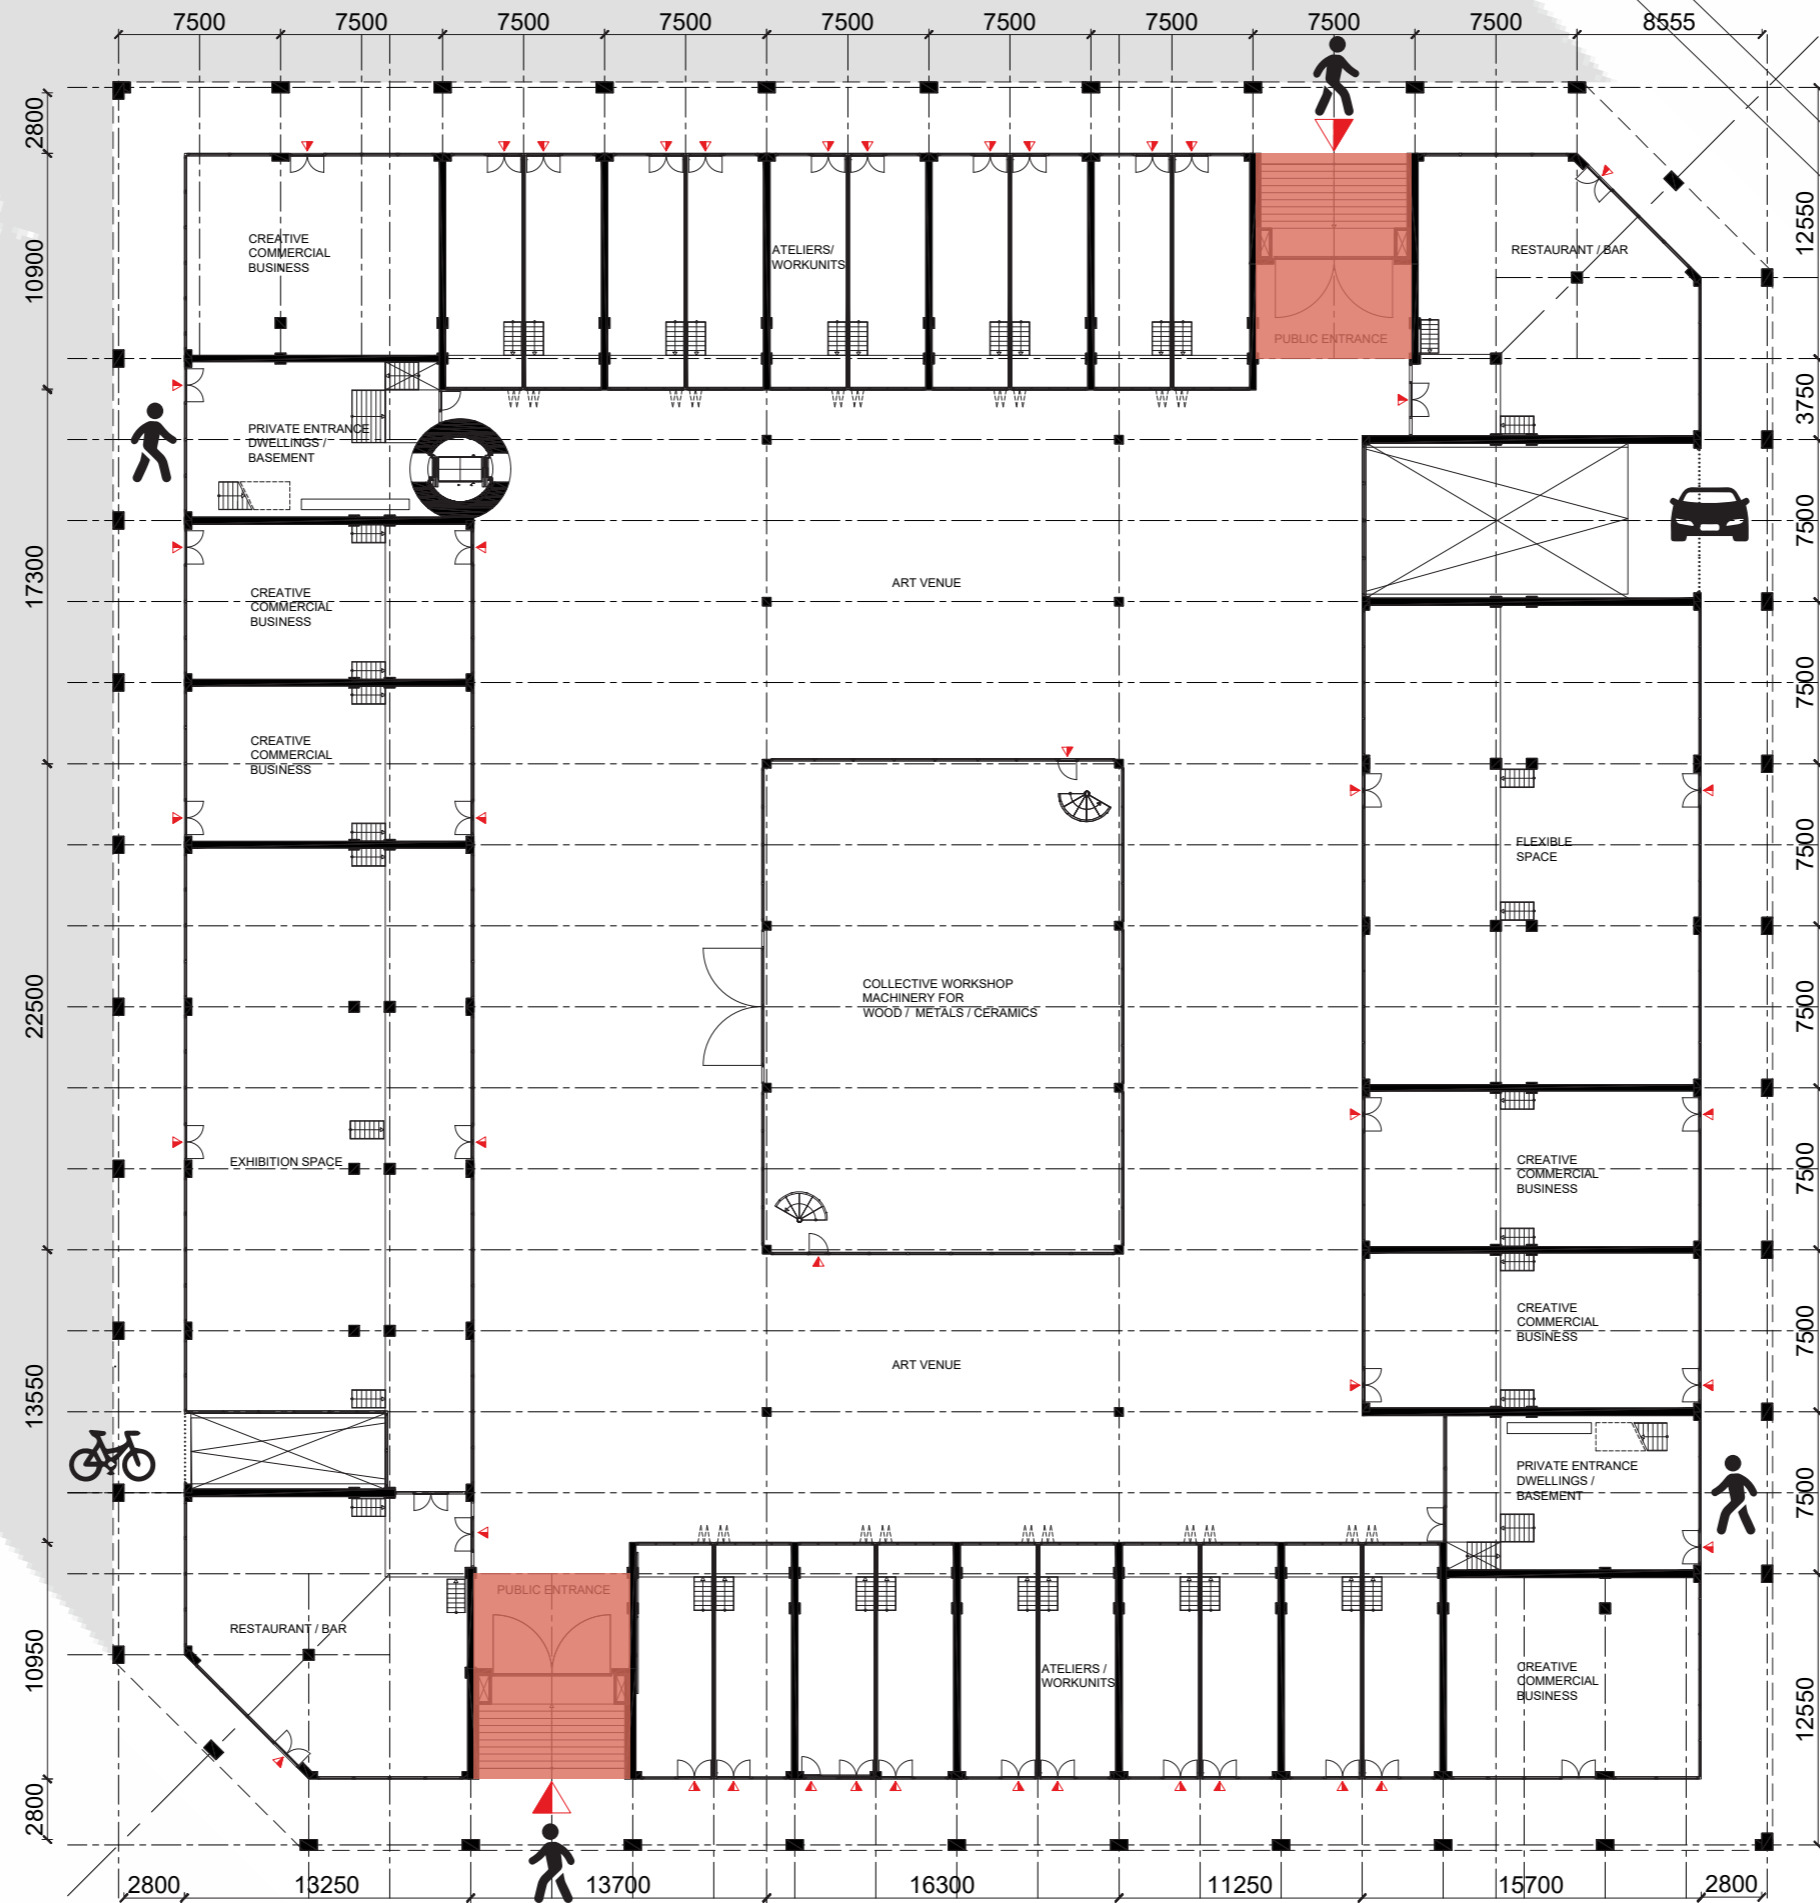 7500 7500 7500 7500 7500 7500 7500 7500 7500 8555
2800
10900
17300
22500
13550
10950
2800
CREATIVE
COMMERCIAL
BUSINESS
ATELIERS/
WORKUNITS
PUBLIC ENTRANCE
RESTAURANT / BAR
PRIVATE ENTRANCE
DWELLINGS /
BASEMENT
CREATIVE
COMMERCIAL
BUSINESS
ART VENUE
CREATIVE
COMMERCIAL
BUSINESS
FLEXIBLE
SPACE
COLLECTIVE WORKSHOP
MACHINERY FOR
WOOD / METALS / CERAMICS
EXHIBITION SPACE
CREATIVE
COMMERCIAL
BUSINESS
CREATIVE
COMMERCIAL
BUSINESS
ART VENUE
PRIVATE ENTRANCE
DWELLINGS /
BASEMENT
PUBLIC ENTRANCE
RESTAURANT / BAR
ATELIERS /
WORKUNITS
CREATIVE
COMMERCIAL
BUSINESS
12550
3750
7500
7500
7500
7500
7500
7500
7500
12550
2800 13250 13700 16300 11250 15700 2800